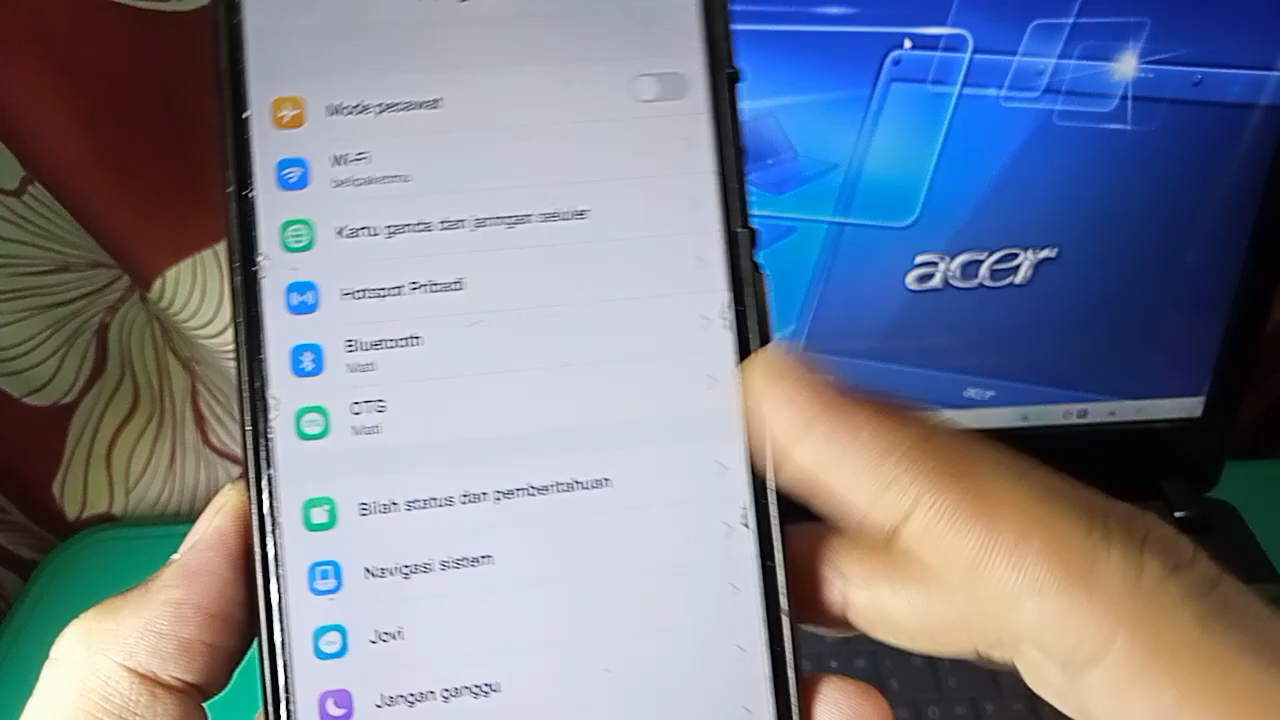 Mode pesawat
Wi-Fi
Kartu ganda dan jaringan seluler
Hotspot Pribadi
Bluetooth
Mati
OTG
Mati
Bilah status dan pemberitahuan
Navigasi sistem
Jovi
Jangan ganggu
acer
acer